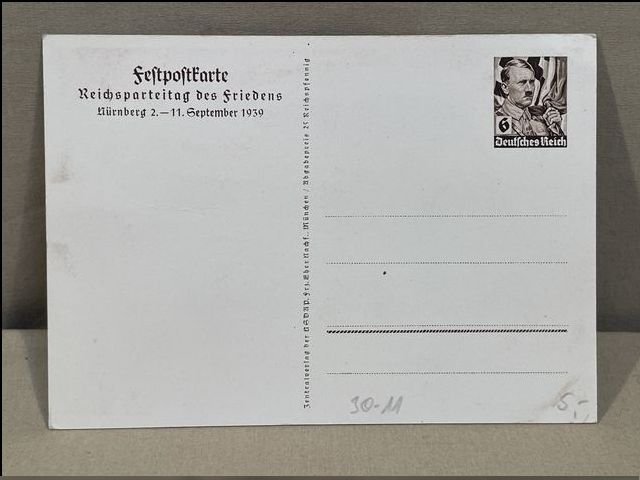 Festpostkarte
Reichsparteitag des Friedens
Nürnberg 2.—11. September 1939
6
Deutsches Reich
Zentralverlag der NSDAP, Frz. Eher Nachf., München / Abgabepreis 25 Reichspfennig
30-11
5,-